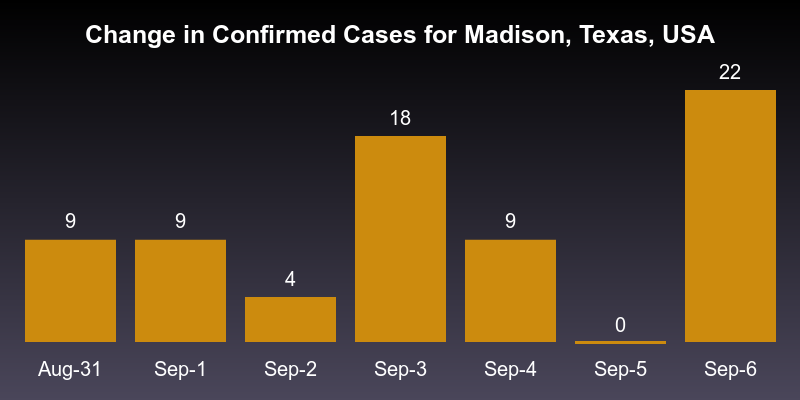 Change in Confirmed Cases for Madison, Texas, USA
22
18
9 9 9
4
0
Aug-31 Sep-1 Sep-2 Sep-3 Sep-4 Sep-5 Sep-6